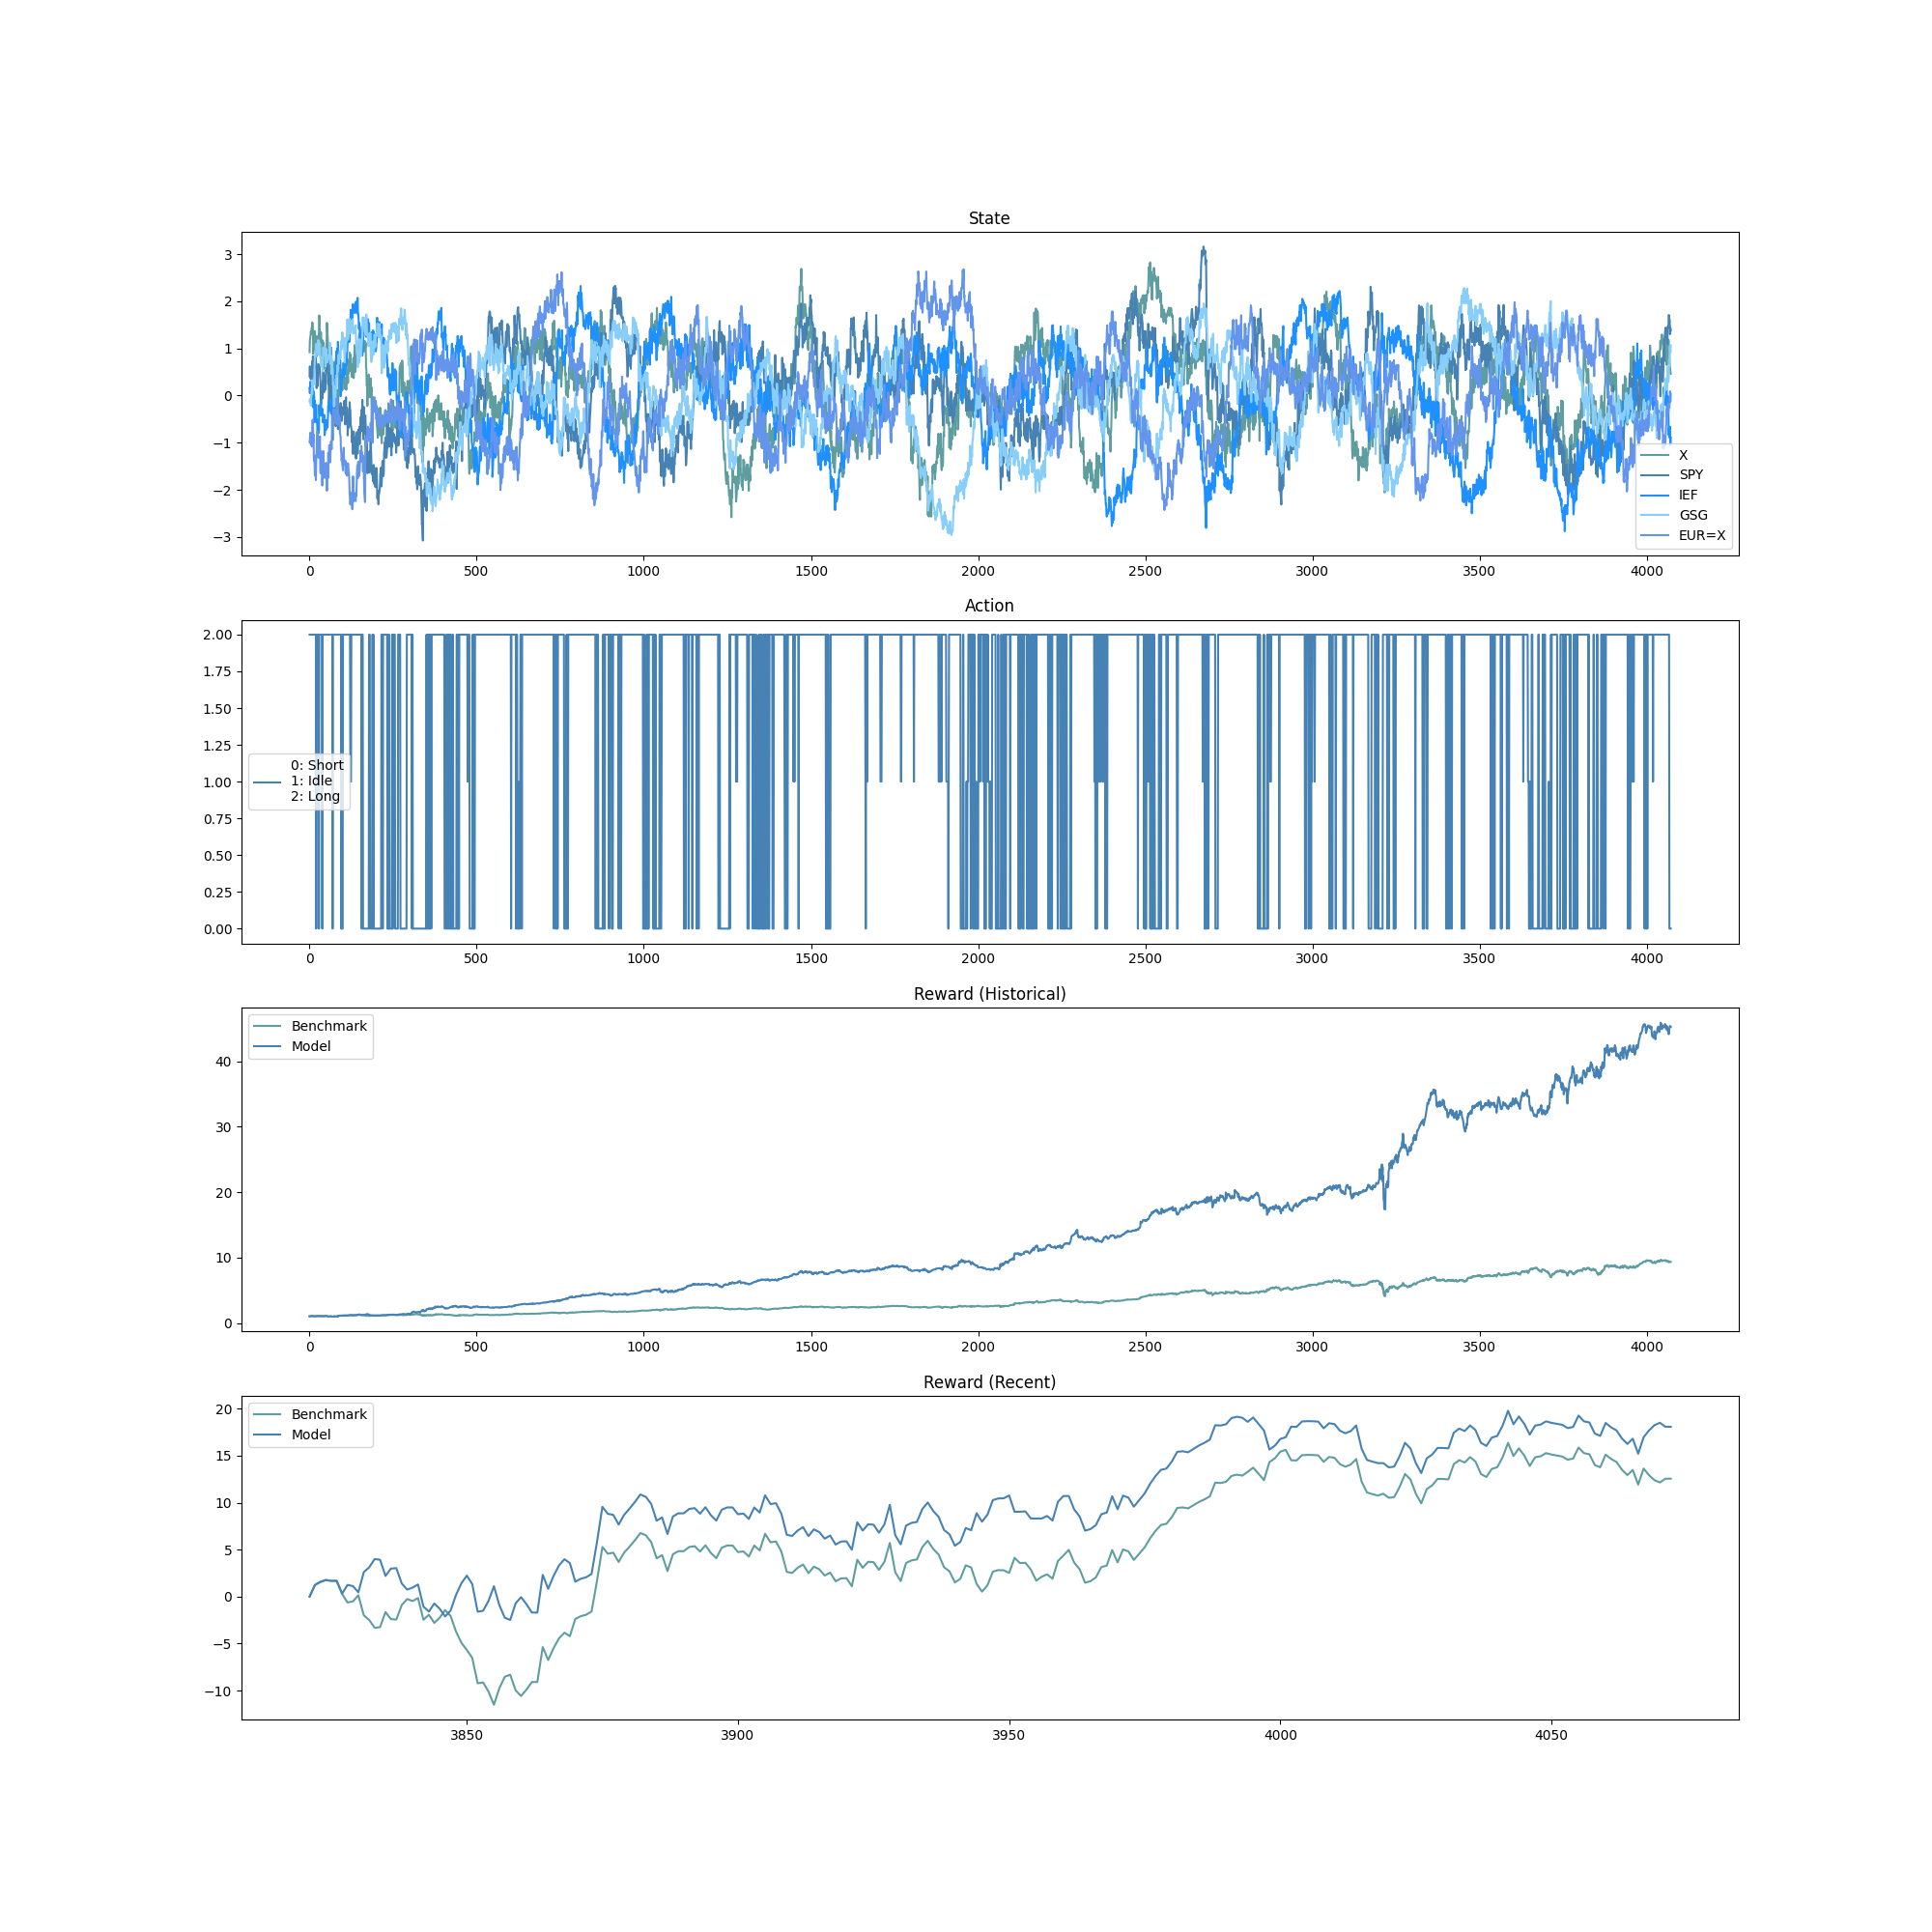 State
3
2
1
0
−1
−2
−3
X
SPY
IEF
GSG
EUR=X
0 500 1000 1500 2000 2500 3000 3500 4000
Action
2.00
1.75
1.50
1.25
1.00
0.75
0.50
0.25
0.00
0: Short
1: Idle
2: Long
0 500 1000 1500 2000 2500 3000 3500 4000
Reward (Historical)
Benchmark
Model
40
30
20
10
0
0 500 1000 1500 2000 2500 3000 3500 4000
Reward (Recent)
Benchmark
Model
20
15
10
5
0
−5
−10
3850 3900 3950 4000 4050